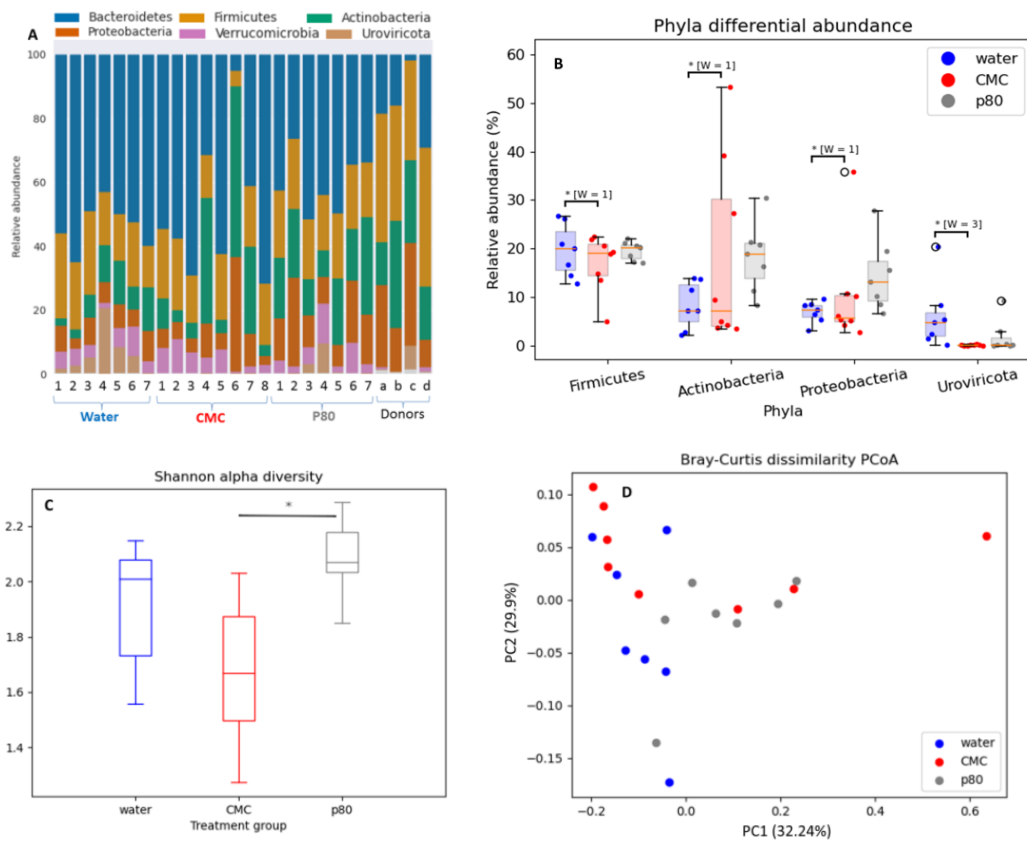 A
Bacteroidetes Firmicutes Actinobacteria
Proteobacteria Verrucomicrobia Uroviricota
100
80
60
40
20
0
Relative abundance
1 2 3 4 5 6 7 1 2 3 4 5 6 7 8 1 2 3 4 5 6 7 a b c d
Water CMC P80 Donors
Phyla differential abundance
B
water
CMC
p80
* [W = 1]
* [W = 1]
* [W = 1]
* [W = 3]
60
50
40
30
20
10
0
Relative abundance (%)
Firmicutes Actinobacteria Proteobacteria Uroviricota
Phyla
Shannon alpha diversity
C
*
2.2
2.0
1.8
1.6
1.4
water CMC p80
Treatment group
Bray-Curtis dissimilarity PCoA
D
0.10
0.05
0.00
−0.05
−0.10
−0.15
PC2 (29.9%)
water
CMC
p80
−0.2 0.0 0.2 0.4 0.6
PC1 (32.24%)